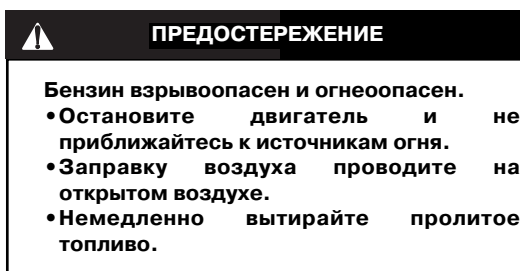 ПРЕДОСТЕРЕЖЕНИЕ
Бензин взрывоопасен и огнеоопасен.
•Остановите двигатель и не
приближайтесь к источникам огня.
•Заправку воздуха проводите на
открытом воздухе.
•Немедленно вытирайте пролитое
топливо.